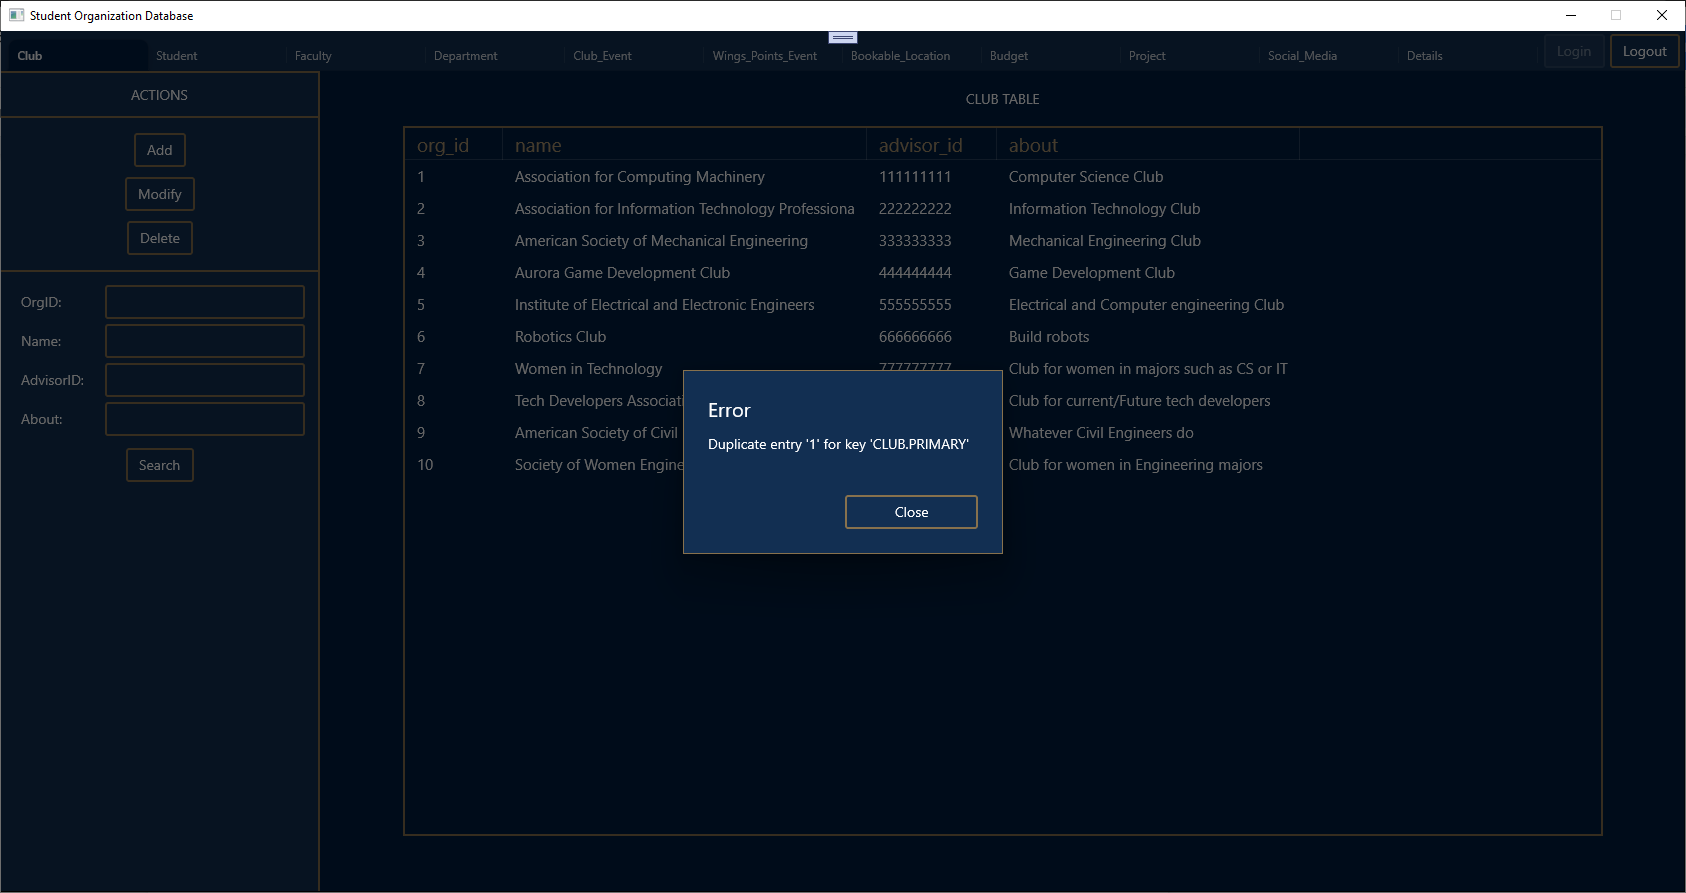 Student Organization Database
Club Student Faculty Department Club_Event Wings_Points_Event Bookable_Location Budget Project Social_Media Details Login Logout
ACTIONS
Add
Modify
Delete
OrgID:
Name:
AdvisorID:
About:
Search
CLUB TABLE
org_id name advisor_id about
1 Association for Computing Machinery 111111111 Computer Science Club
2 Association for Information Technology Professiona 222222222 Information Technology Club
3 American Society of Mechanical Engineering 333333333 Mechanical Engineering Club
4 Aurora Game Development Club 444444444 Game Development Club
5 Institute of Electrical and Electronic Engineers 555555555 Electrical and Computer engineering Club
6 Robotics Club 666666666 Build robots
7 Women in Technology 777777777 Club for women in majors such as CS or IT
8 Tech Developers Associati Club for current/Future tech developers
9 American Society of Civil Whatever Civil Engineers do
10 Society of Women Engine Club for women in Engineering majors
Error
Duplicate entry '1' for key 'CLUB.PRIMARY'
Close